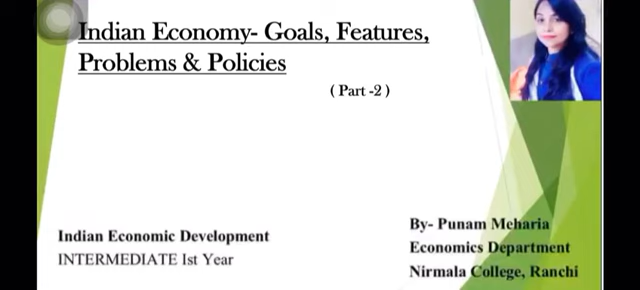 Indian Economy- Goals, Features,
Problems & Policies
( Part -2 )
Indian Economic Development
INTERMEDIATE Ist Year
By- Punam Meharia
Economics Department
Nirmala College, Ranchi